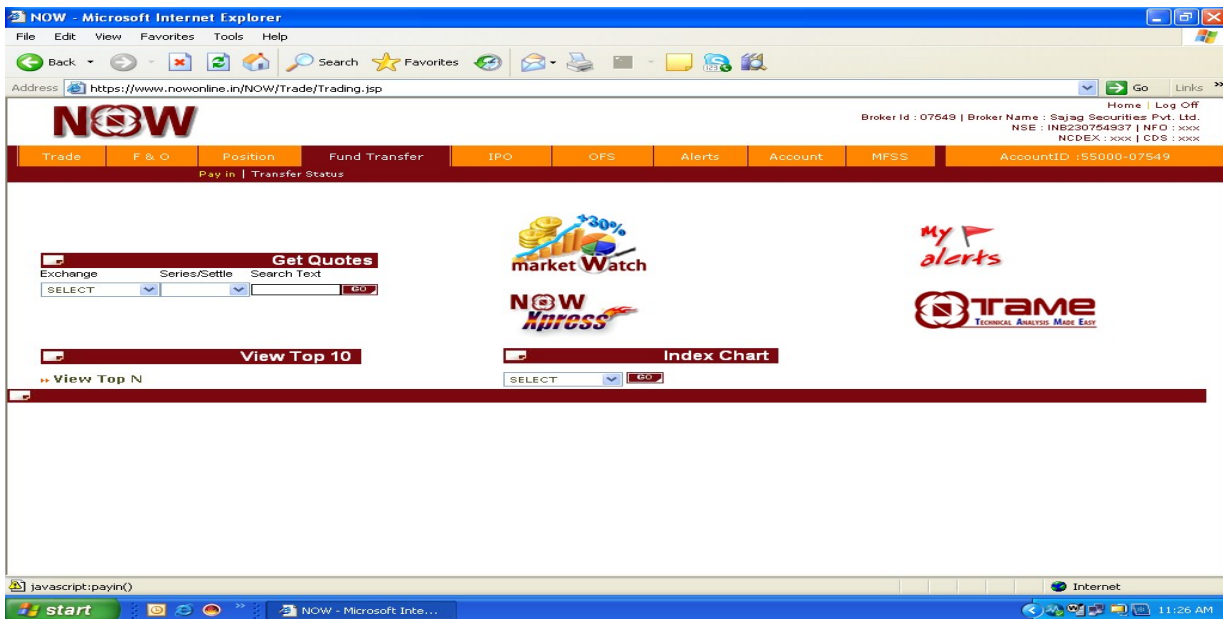 NOW - Microsoft Internet Explorer
File Edit View Favorites Tools Help
Back Search Favorites
Address https://www.nowonline.in/NOW/Trade/Trading.jsp Go Links »
NOW
Home | Log Off
Broker Id : 07549 | Broker Name : Sajag Securities Pvt. Ltd.
NSE : INB230754937 | NFO : xxx
NCDEX : xxx | CDS : xxx
Trade F & O Position Fund Transfer IPO OFS Alerts Account MFSS AccountID :55000-07549
Pay in | Transfer Status
+30%
market Watch
My alerts
Get Quotes
Exchange Series/Settle Search Text
SELECT GO
NOW
Xpress
TAME
TECHNICAL ANALYSIS MADE EASY
View Top 10
Index Chart
» View Top N
SELECT GO
javascript:payin() Internet
start » NOW - Microsoft Inte... 11:26 AM